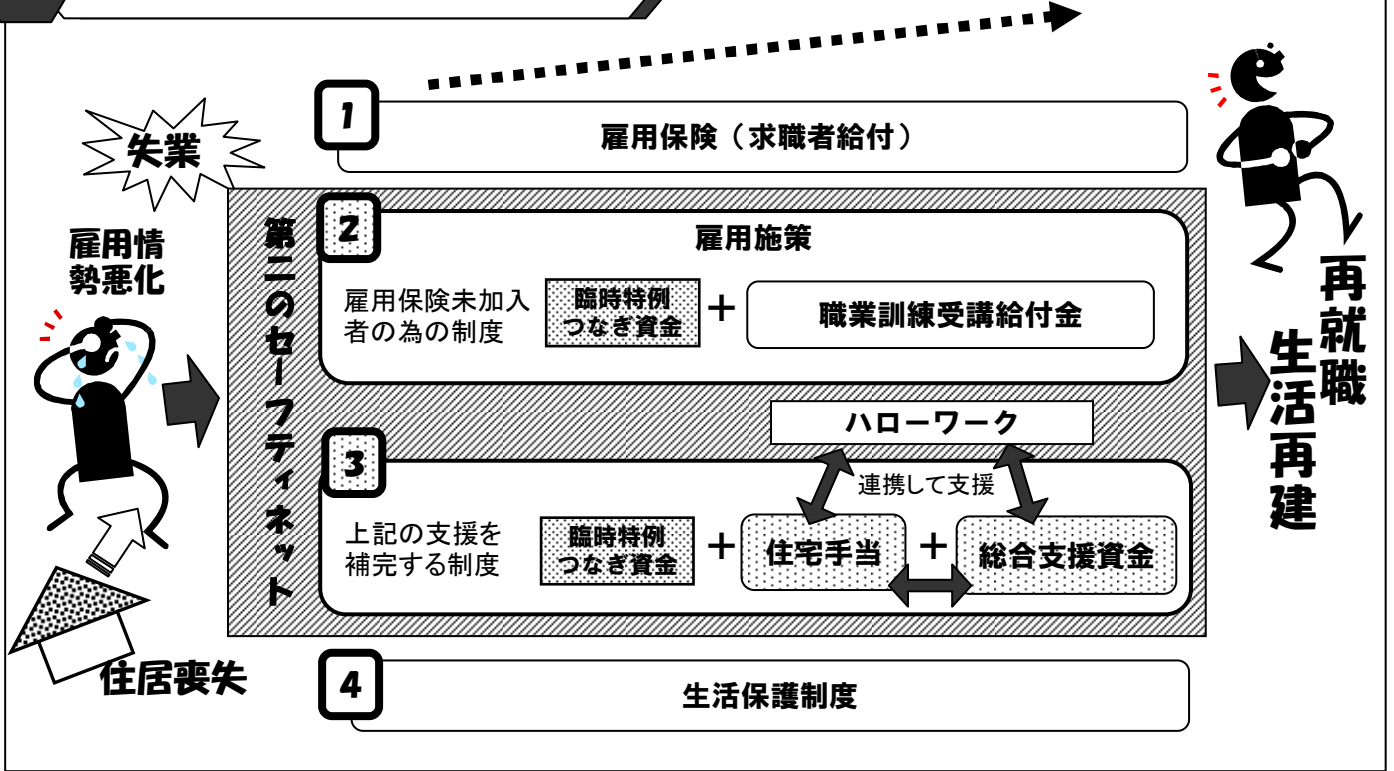 失業
雇用情
勢悪化
住居喪失
1
雇用保険（求職者給付）
第二のセーフティネット
2
雇用施策
雇用保険未加入
者の為の制度
臨時特例
つなぎ資金
+
職業訓練受講給付金
ハローワーク
3
連携して支援
上記の支援を
補完する制度
臨時特例
つなぎ資金
+
住宅手当
+
総合支援資金
4
生活保護制度
再就職
生活再建